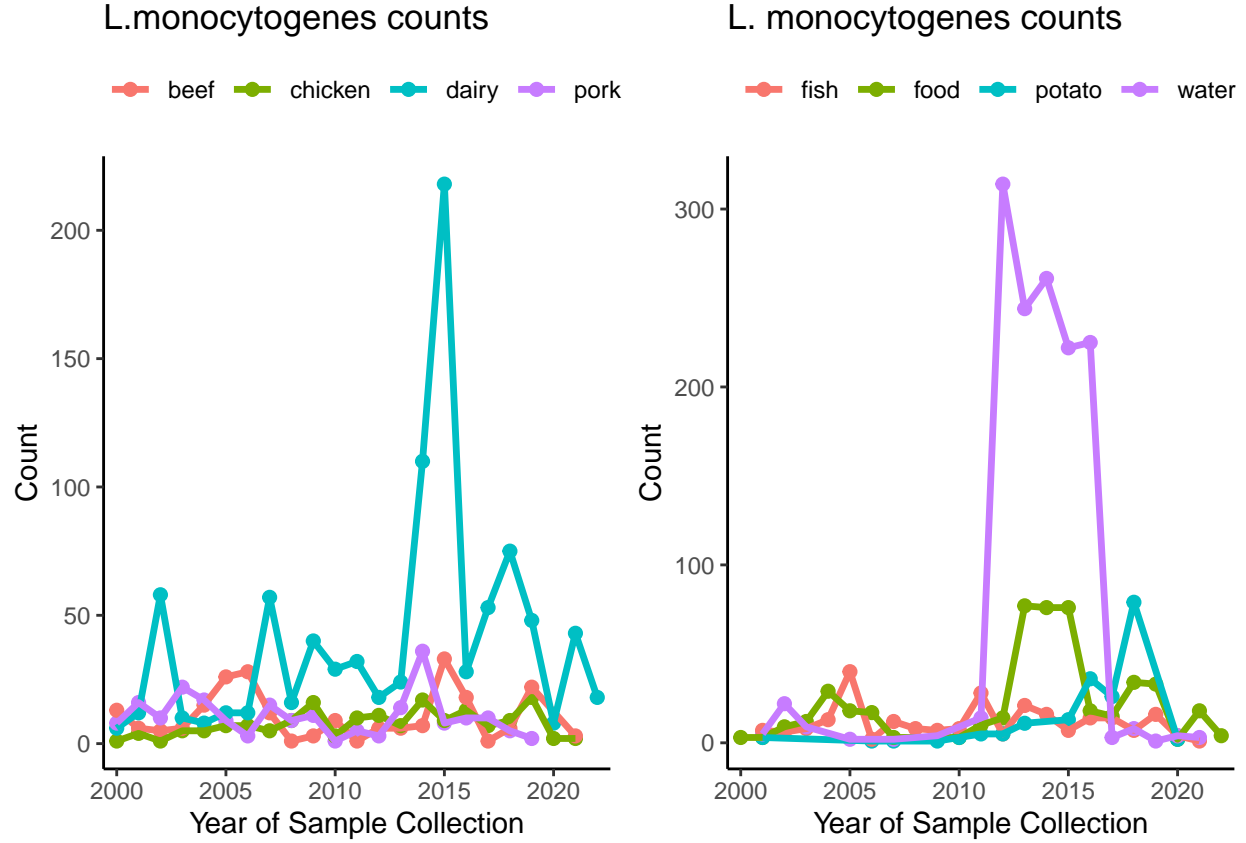 L.monocytogenes counts
beef chicken dairy pork
200
150
100
50
0
Count
2000 2005 2010 2015 2020
Year of Sample Collection
L. monocytogenes counts
fish food potato water
300
200
100
0
Count
2000 2005 2010 2015 2020
Year of Sample Collection